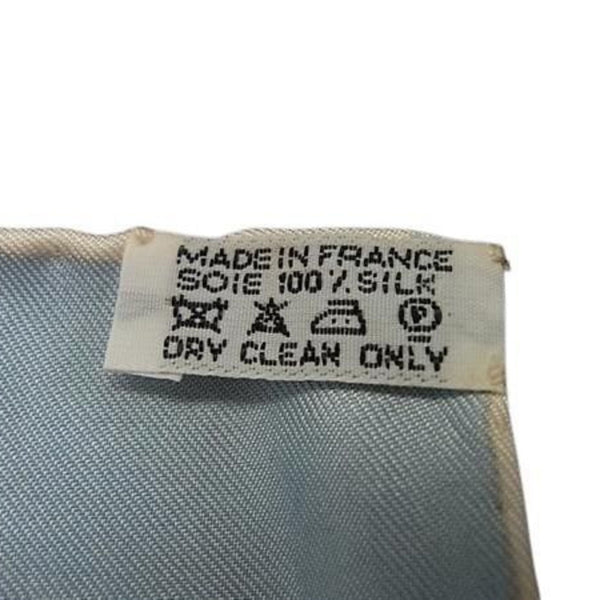 MADE IN FRANCE
SOIE 100% SILK
P
DRY CLEAN ONLY